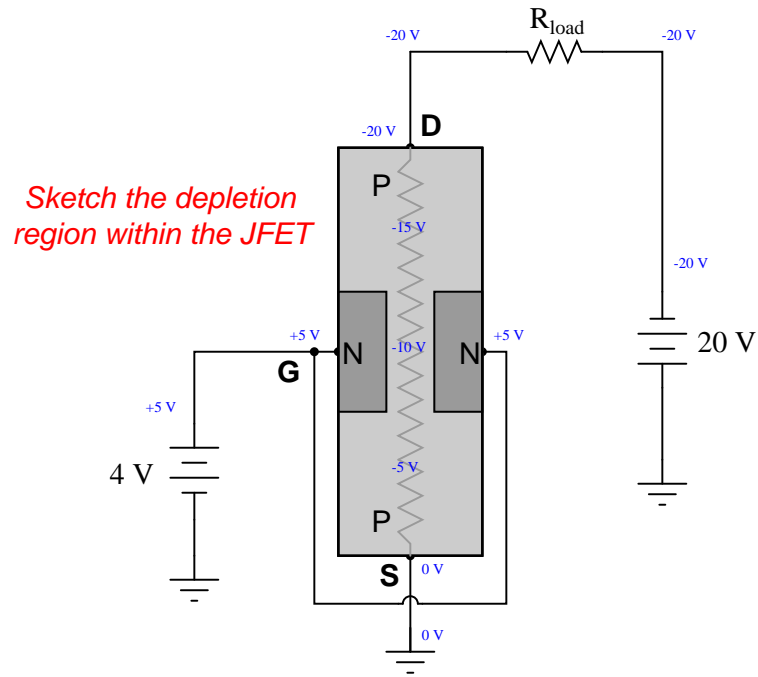 R_load
-20 V
-20 V
-20 V
D
P
Sketch the depletion
region within the JFET
-15 V
-20 V
+5 V
N
-10 V
N
+5 V
20 V
G
+5 V
4 V
-5 V
P
S
0 V
0 V